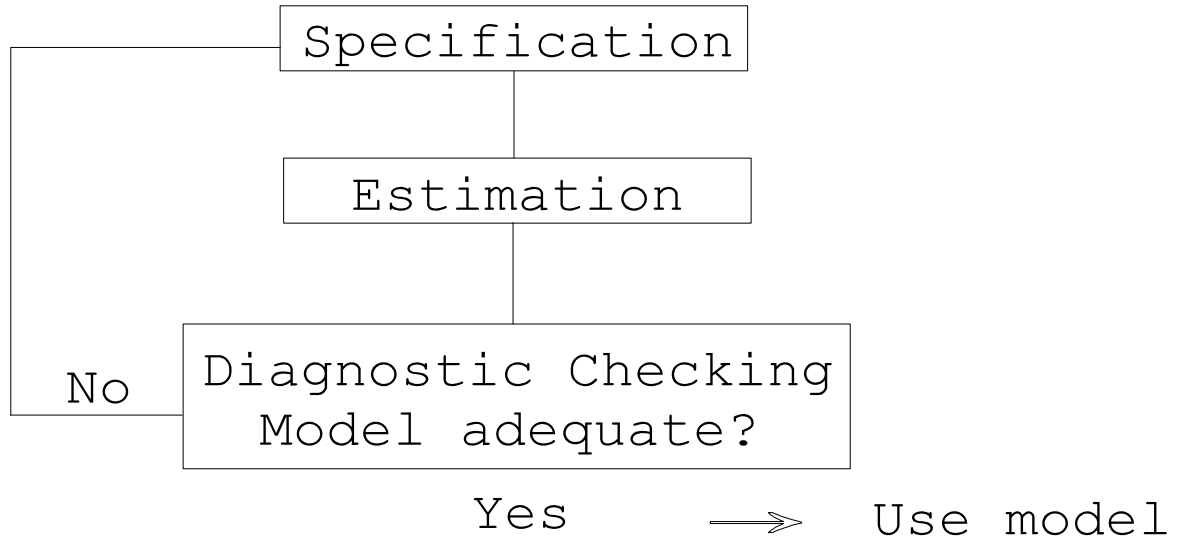 Specification
Estimation
Diagnostic Checking
Model adequate?
No
Yes
Use model